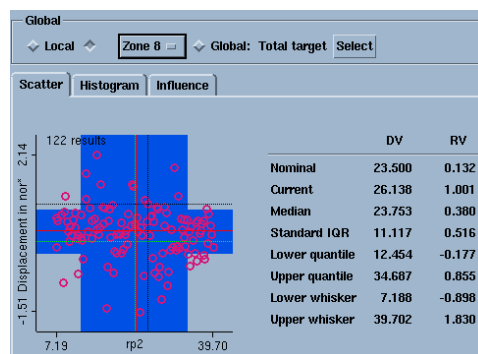 Global
Local Zone 8 Global: Total target Select
Scatter Histogram Influence
122 results
DV RV
Nominal 23.500 0.132
Current 26.138 1.001
Median 23.753 0.380
Standard IQR 11.117 0.516
Lower quantile 12.454 -0.177
Upper quantile 34.687 0.855
Lower whisker 7.188 -0.898
Upper whisker 39.702 1.830
-1.51 Displacement in nor* 2.14
7.19 rp2 39.70